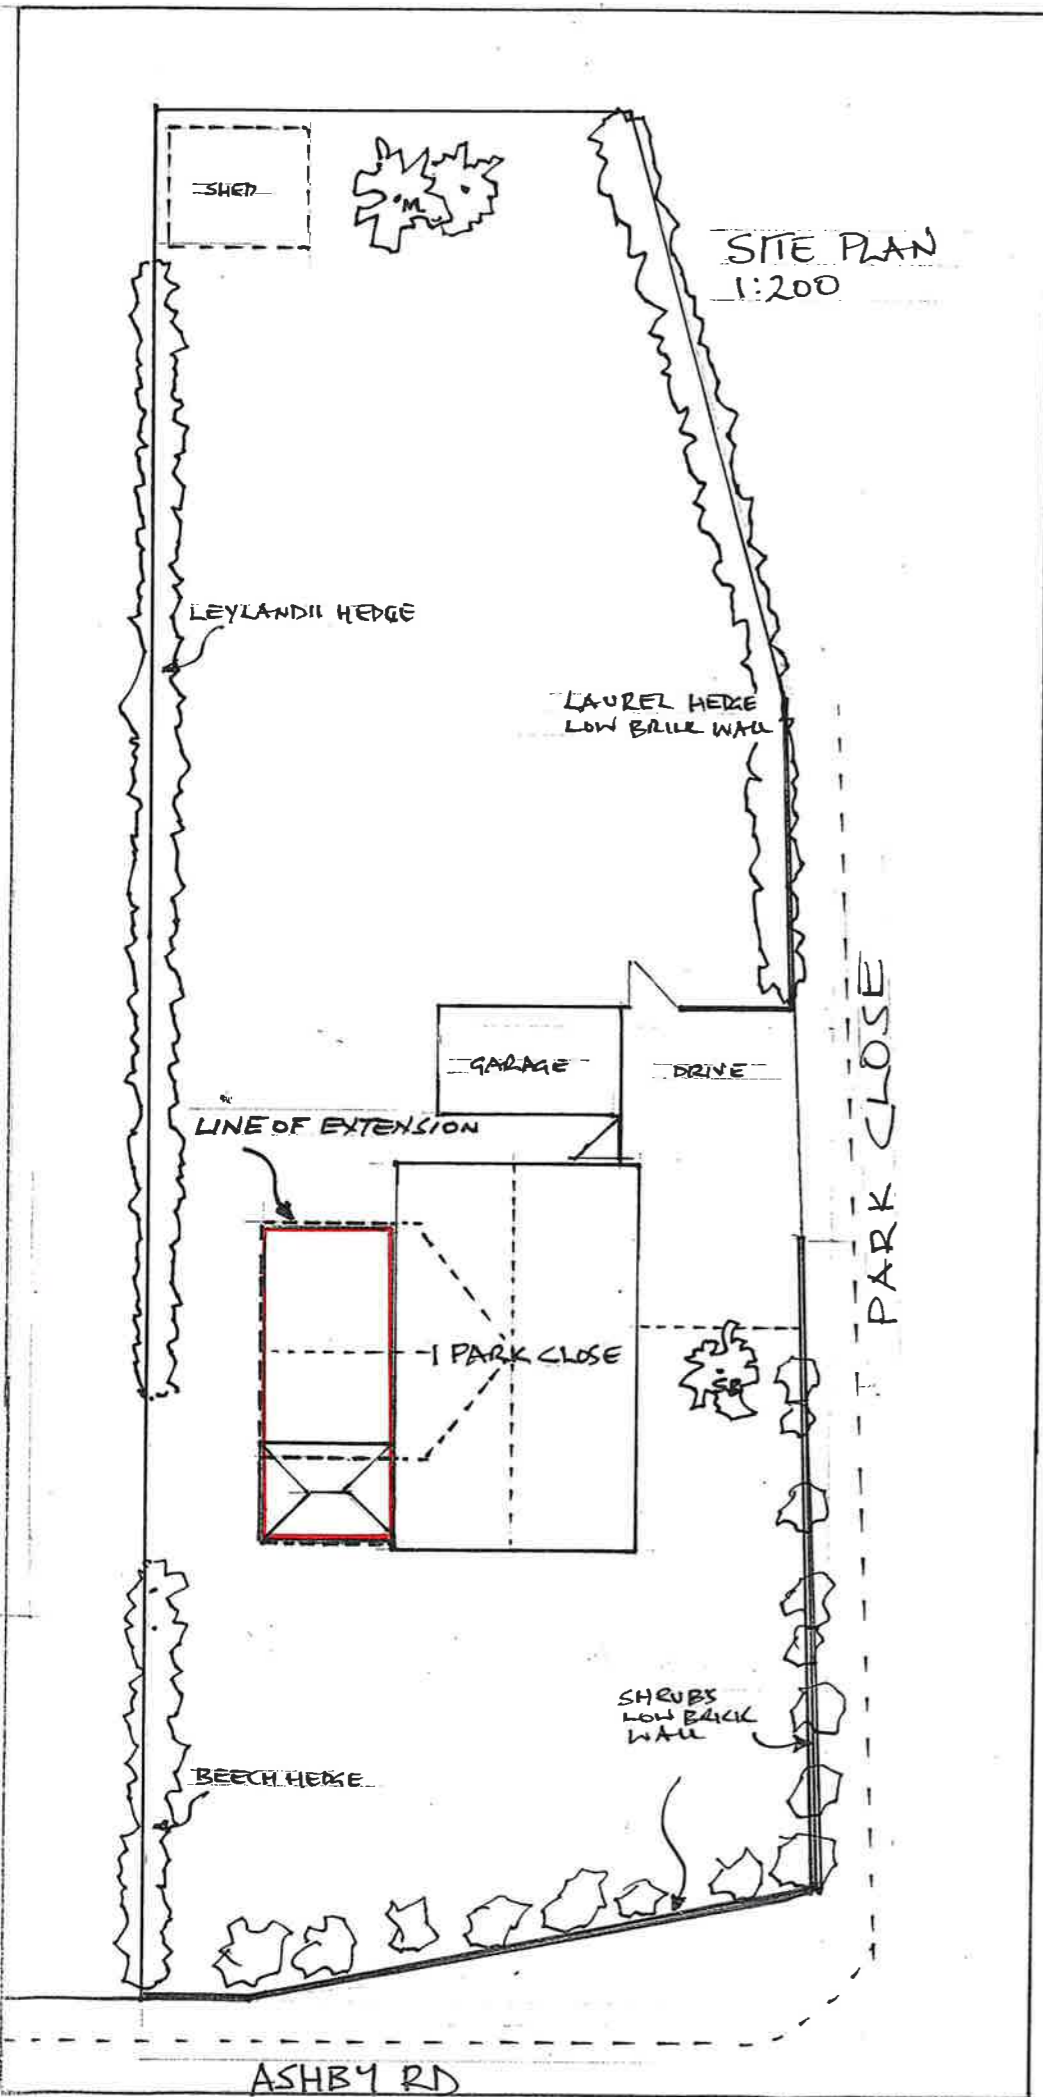 SHED
M
SITE PLAN
1:200
LEYLANDII HEDGE
LAUREL HEDGE
LOW BRICK WALL
GARAGE
DRIVE
PARK CLOSE
LINE OF EXTENSION
1 PARK CLOSE
SB
SHRUBS
LOW BRICK
WALL
BEECH HEDGE
ASHBY RD